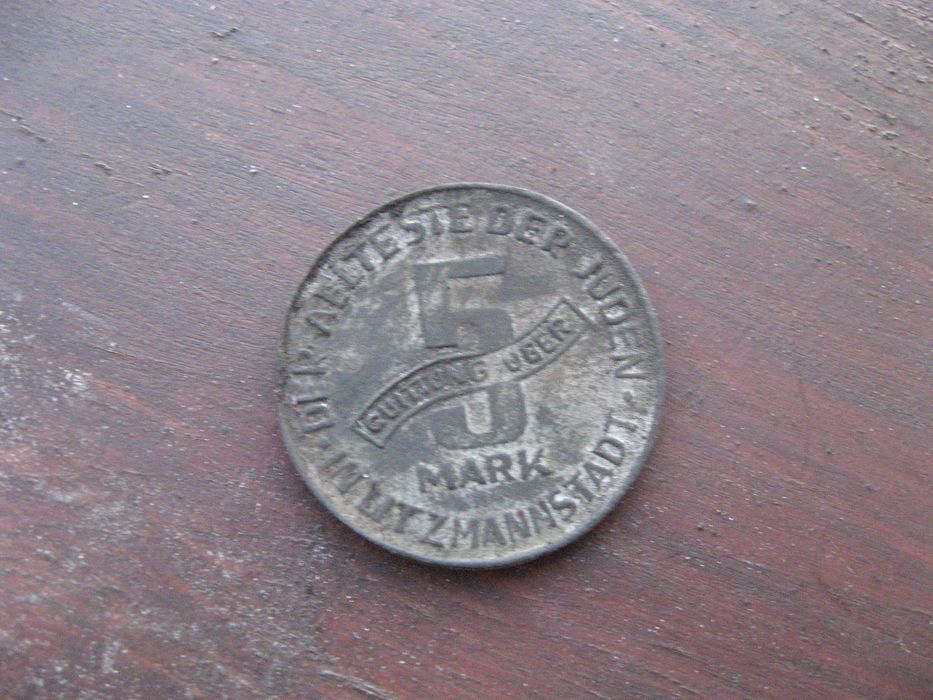 DER AELTESTE DER JUDEN
5
QUITTUNG ÜBER
MARK
· IN LITZMANNSTADT ·